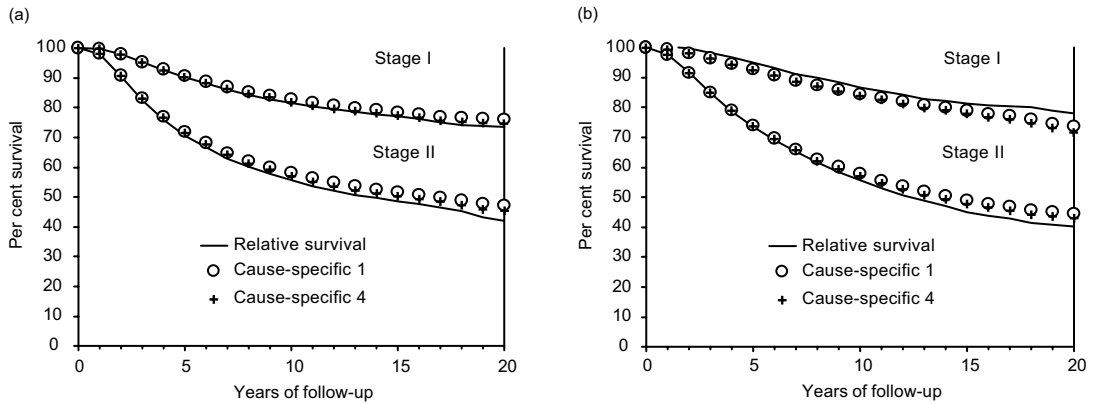 (a)
100
90
80
70
60
50
40
30
20
10
0
Per cent survival
Stage I
Stage II
Relative survival
Cause-specific 1
Cause-specific 4
0 5 10 15 20
Years of follow-up
(b)
100
90
80
70
60
50
40
30
20
10
0
Per cent survival
Stage I
Stage II
Relative survival
Cause-specific 1
Cause-specific 4
0 5 10 15 20
Years of follow-up